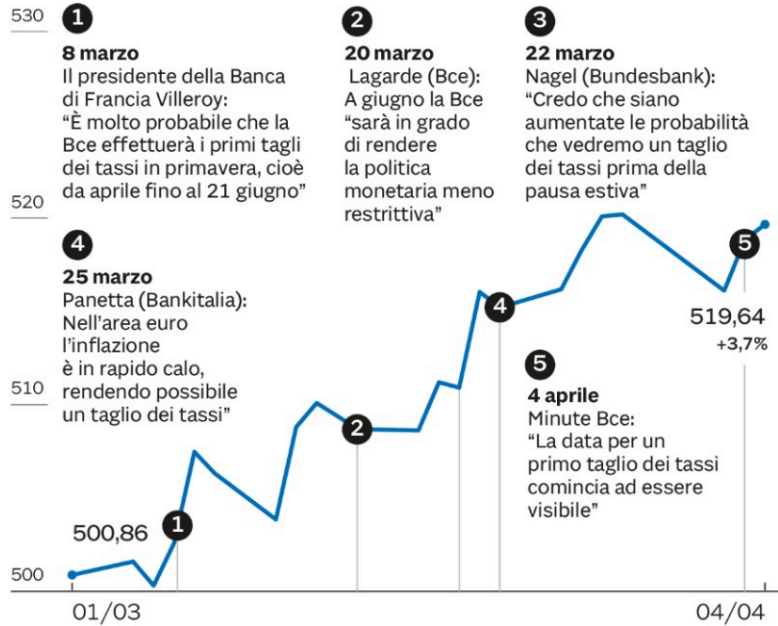 530
1
8 marzo
Il presidente della Banca
di Francia Villeroy:
“È molto probabile che la
Bce effettuerà i primi tagli
dei tassi in primavera, cioè
da aprile fino al 21 giugno”
2
20 marzo
Lagarde (Bce):
A giugno la Bce
“sarà in grado
di rendere
la politica
monetaria meno
restrittiva”
3
22 marzo
Nagel (Bundesbank):
“Credo che siano
aumentate le probabilità
che vedremo un taglio
dei tassi prima della
pausa estiva”
520
4
25 marzo
Panetta (Bankitalia):
Nell’area euro
l’inflazione
è in rapido calo,
rendendo possibile
un taglio dei tassi”
5
4
519,64
+3,7%
510
5
4 aprile
Minute Bce:
“La data per un
primo taglio dei tassi
comincia ad essere
visibile”
2
500,86
1
500
01/03
04/04